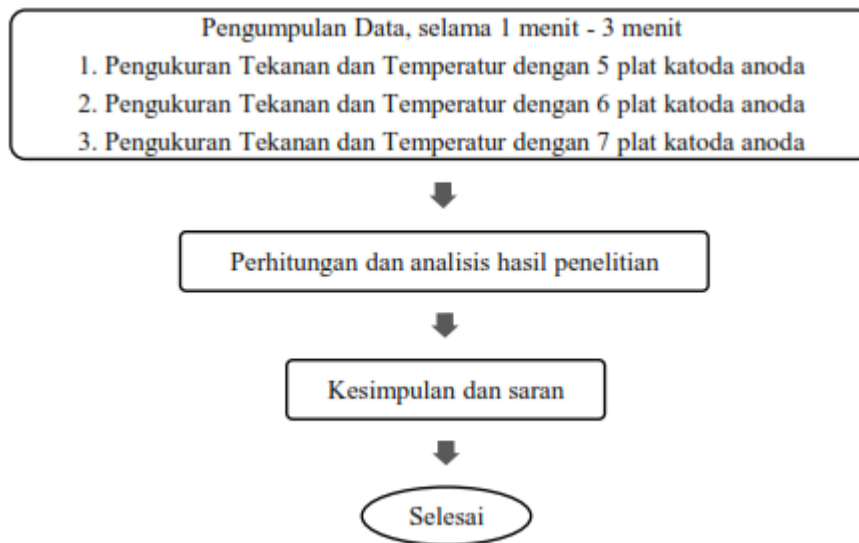 Pengumpulan Data, selama 1 menit - 3 menit
1. Pengukuran Tekanan dan Temperatur dengan 5 plat katoda anoda
2. Pengukuran Tekanan dan Temperatur dengan 6 plat katoda anoda
3. Pengukuran Tekanan dan Temperatur dengan 7 plat katoda anoda
Perhitungan dan analisis hasil penelitian
Kesimpulan dan saran
Selesai